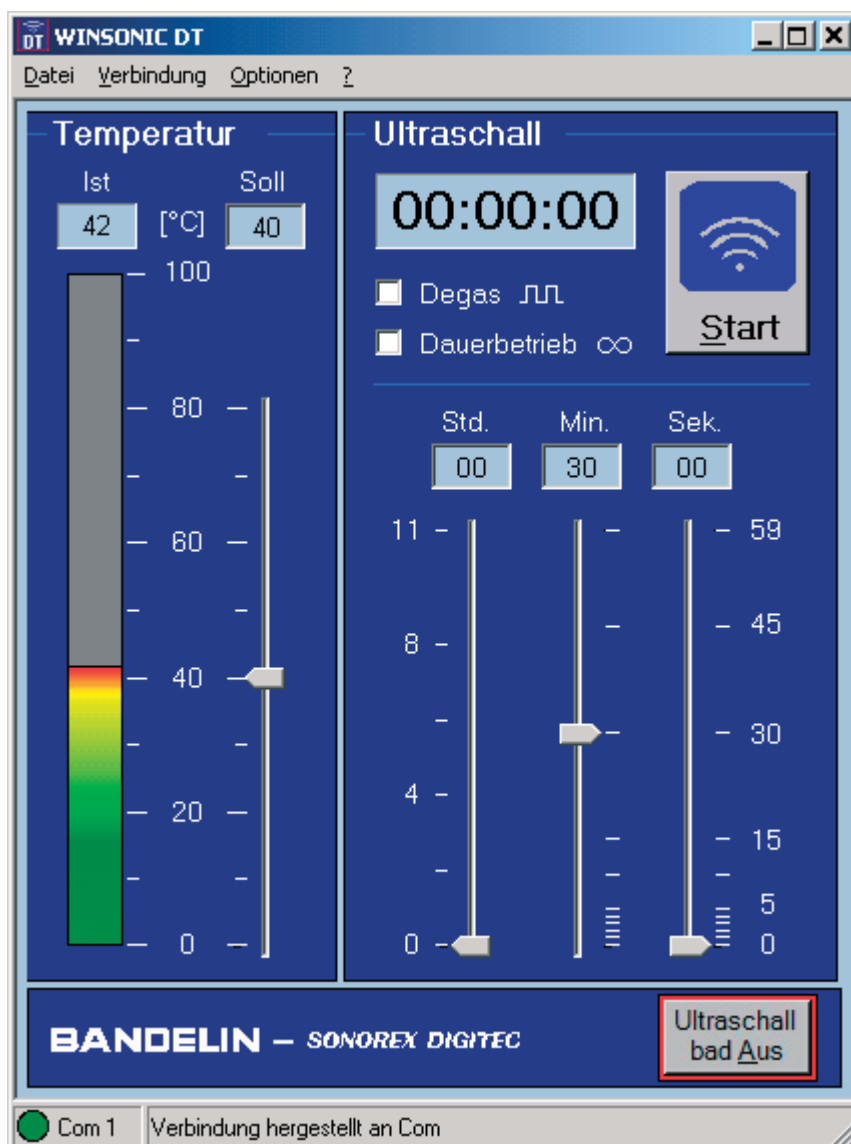 DT WINSONIC DT
Datei Verbindung Optionen ?
Temperatur
Ist Soll
42 [°C] 40
100
80
60
40
20
0
Ultraschall
00:00:00
Degas
Dauerbetrieb ∞
Start
Std. Min. Sek.
00 30 00
11
8
4
0
59
45
30
15
5
0
BANDELIN – SONOREX DIGITEC
Ultraschall
bad Aus
Com 1 Verbindung hergestellt an Com